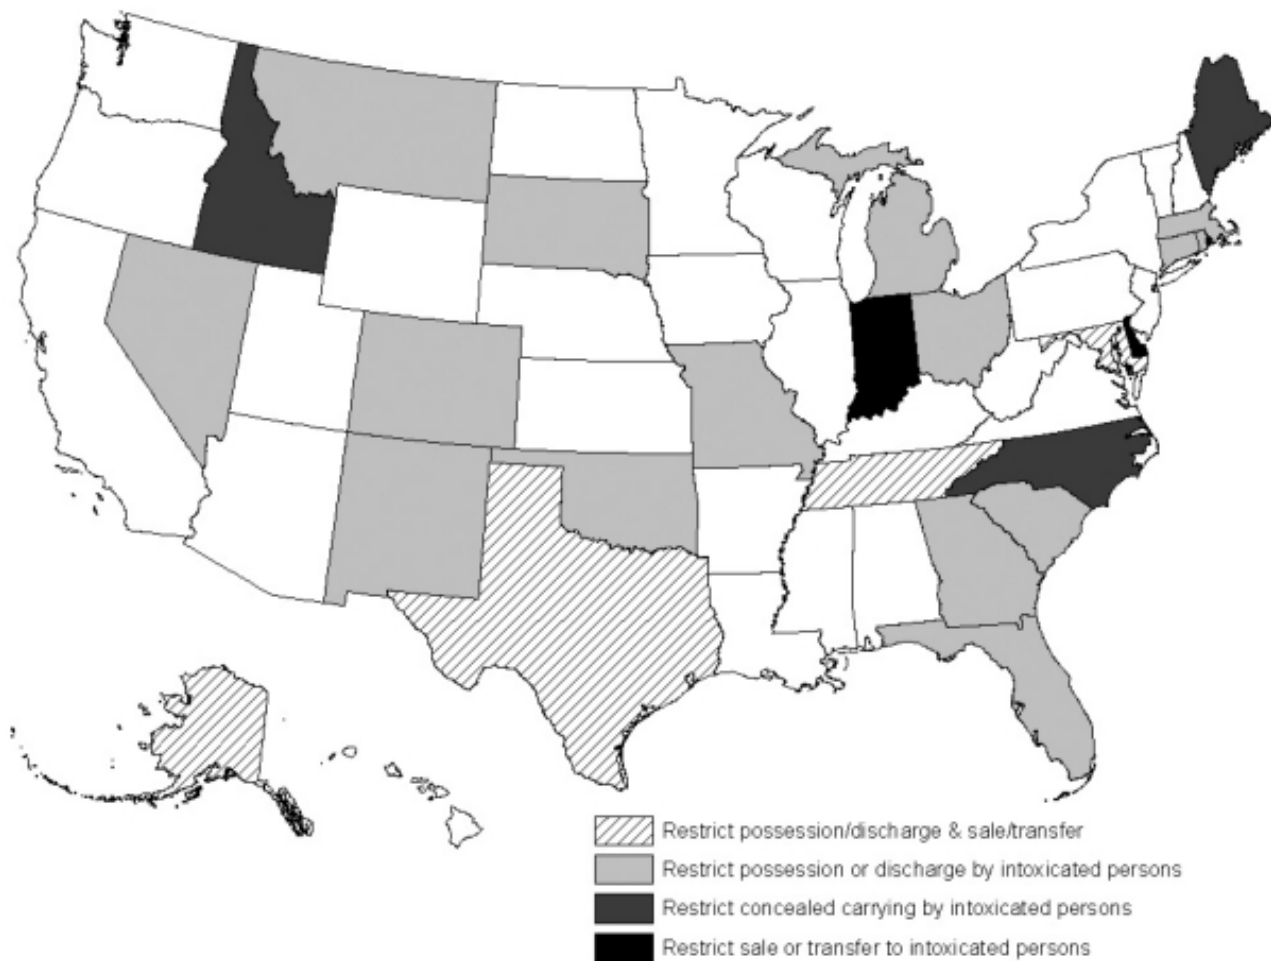 Restrict possession/discharge & sale/transfer
Restrict possession or discharge by intoxicated persons
Restrict concealed carrying by intoxicated persons
Restrict sale or transfer to intoxicated persons